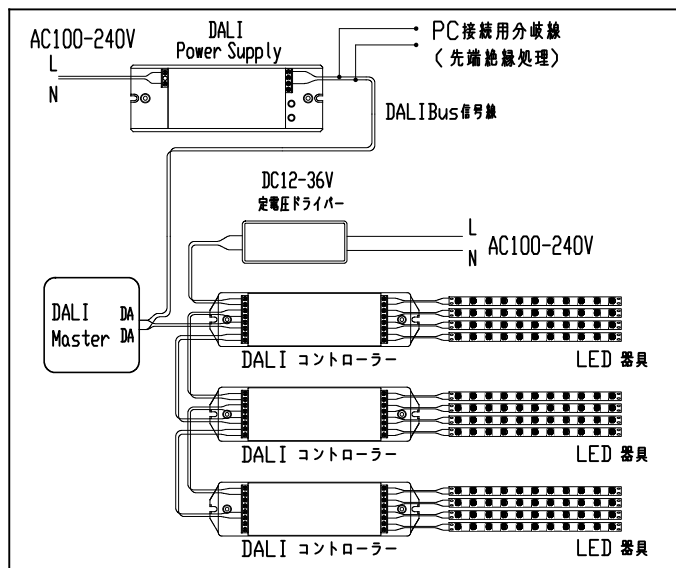 AC100-240V
L
N
DALI
Power Supply
PC接続用分岐線
(先端絶縁処理)
DALIBus信号線
DC12-36V
定電圧ドライバー
L
N
AC100-240V
DALI DA
Master DA
DALI コントローラー
LED 器具
DALI コントローラー
LED 器具
DALI コントローラー
LED 器具